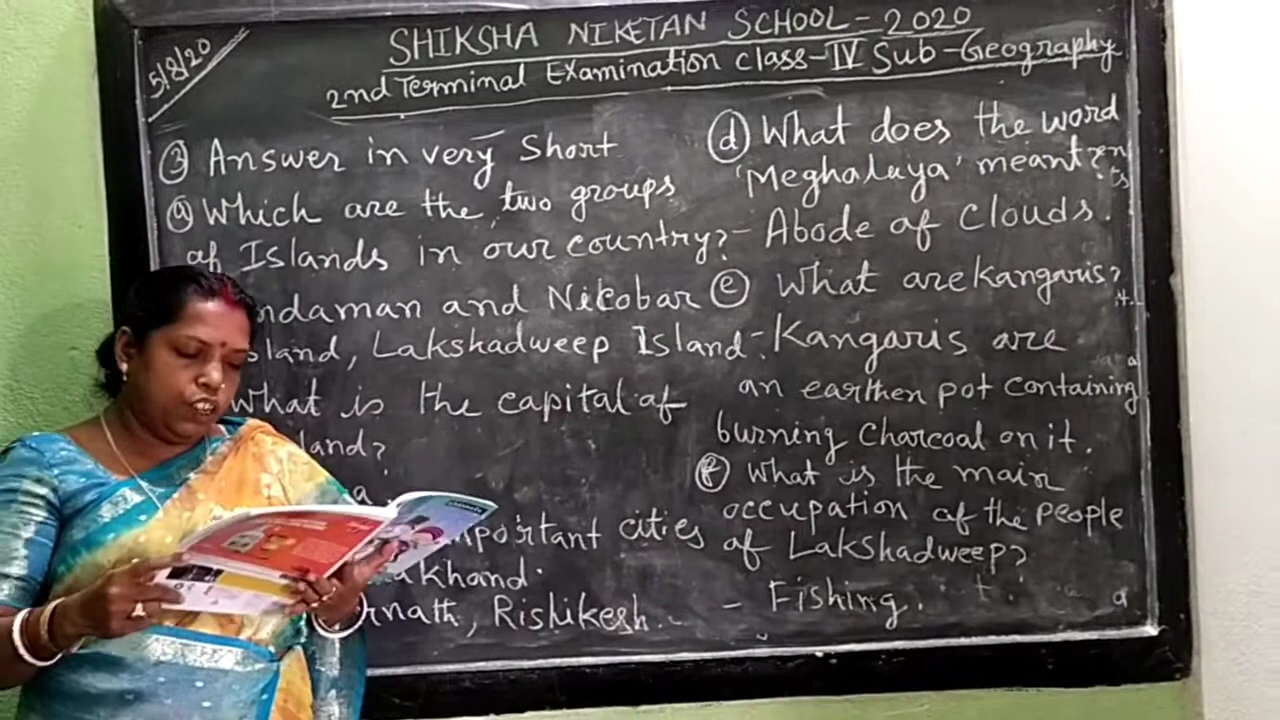 5/8/20
SHIKSHA NIKETAN SCHOOL-2020
2nd Terminal Examination class-IV Sub-Geography
③ Answer in very Short
ⓐ Which are the two groups
of Islands in our country?
ndaman and Nicobar
sland, Lakshadweep Island.
What is the capital of
land?
a
mportant cities
akhand.
rnath, Rishikesh.
ⓓ What does the word
'Meghalaya' meant?
- Abode of Clouds.
ⓔ What are Kangaris?
- Kangaris are
an earthen pot containing
burning charcoal on it.
ⓕ What is the main
occupation of the people
of Lakshadweep?
- Fishing.